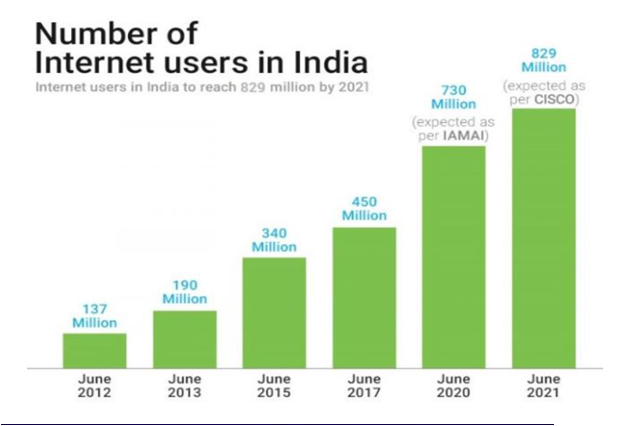 Number of
Internet users in India
Internet users in India to reach 829 million by 2021
829
Million
(expected as
per CISCO)
730
Million
(expected as
per IAMAI)
450
Million
340
Million
190
Million
137
Million
June
2012
June
2013
June
2015
June
2017
June
2020
June
2021